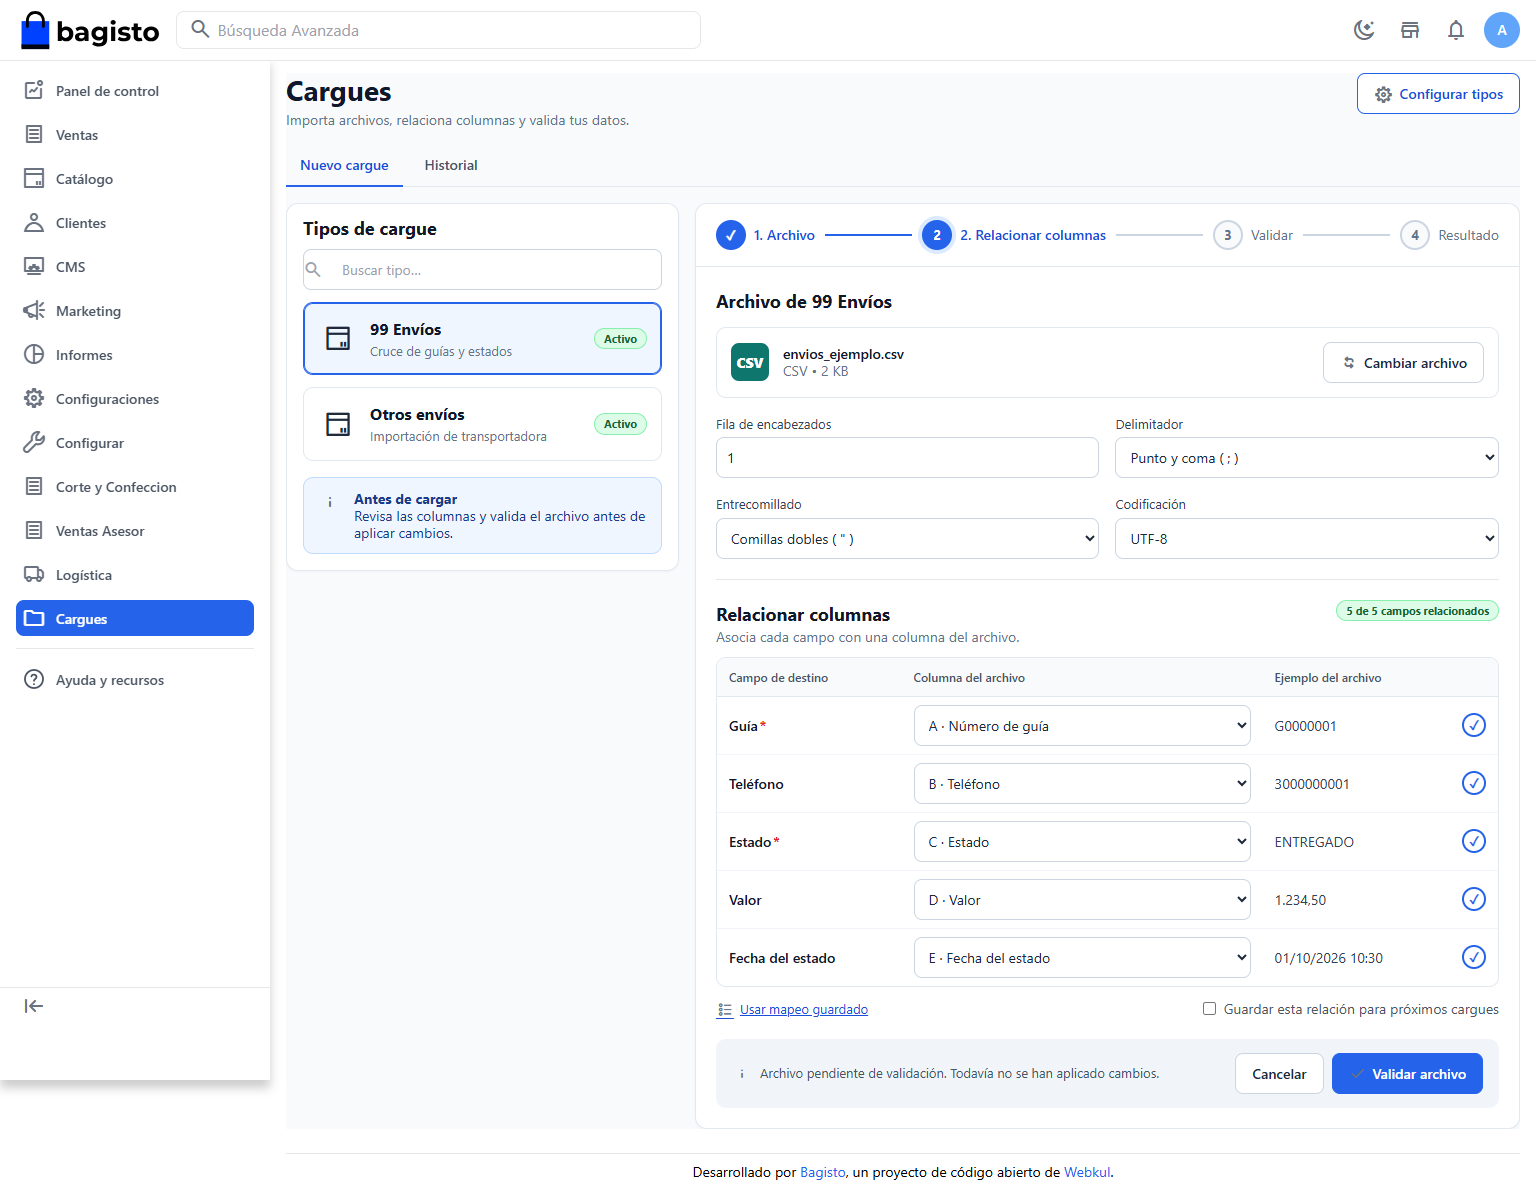 bagisto
Búsqueda Avanzada
A
Panel de control
Ventas
Catálogo
Clientes
CMS
Marketing
Informes
Configuraciones
Configurar
Corte y Confeccion
Ventas Asesor
Logística
Cargues
Ayuda y recursos
Cargues
Importa archivos, relaciona columnas y valida tus datos.
Configurar tipos
Nuevo cargue Historial
Tipos de cargue
Buscar tipo...
99 Envíos
Cruce de guías y estados
Activo
Otros envíos
Importación de transportadora
Activo
Antes de cargar
Revisa las columnas y valida el archivo antes de
aplicar cambios.
1. Archivo 2 2. Relacionar columnas 3 Validar 4 Resultado
Archivo de 99 Envíos
CSV
envios_ejemplo.csv
CSV • 2 KB
Cambiar archivo
Fila de encabezados Delimitador
1 Punto y coma ( ; )
Entrecomillado Codificación
Comillas dobles ( " ) UTF-8
Relacionar columnas
5 de 5 campos relacionados
Asocia cada campo con una columna del archivo.
Campo de destino Columna del archivo Ejemplo del archivo
Guía* A · Número de guía G0000001
Teléfono B · Teléfono 3000000001
Estado* C · Estado ENTREGADO
Valor D · Valor 1.234,50
Fecha del estado E · Fecha del estado 01/10/2026 10:30
Usar mapeo guardado Guardar esta relación para próximos cargues
Archivo pendiente de validación. Todavía no se han aplicado cambios.
Cancelar Validar archivo
Desarrollado por Bagisto, un proyecto de código abierto de Webkul.